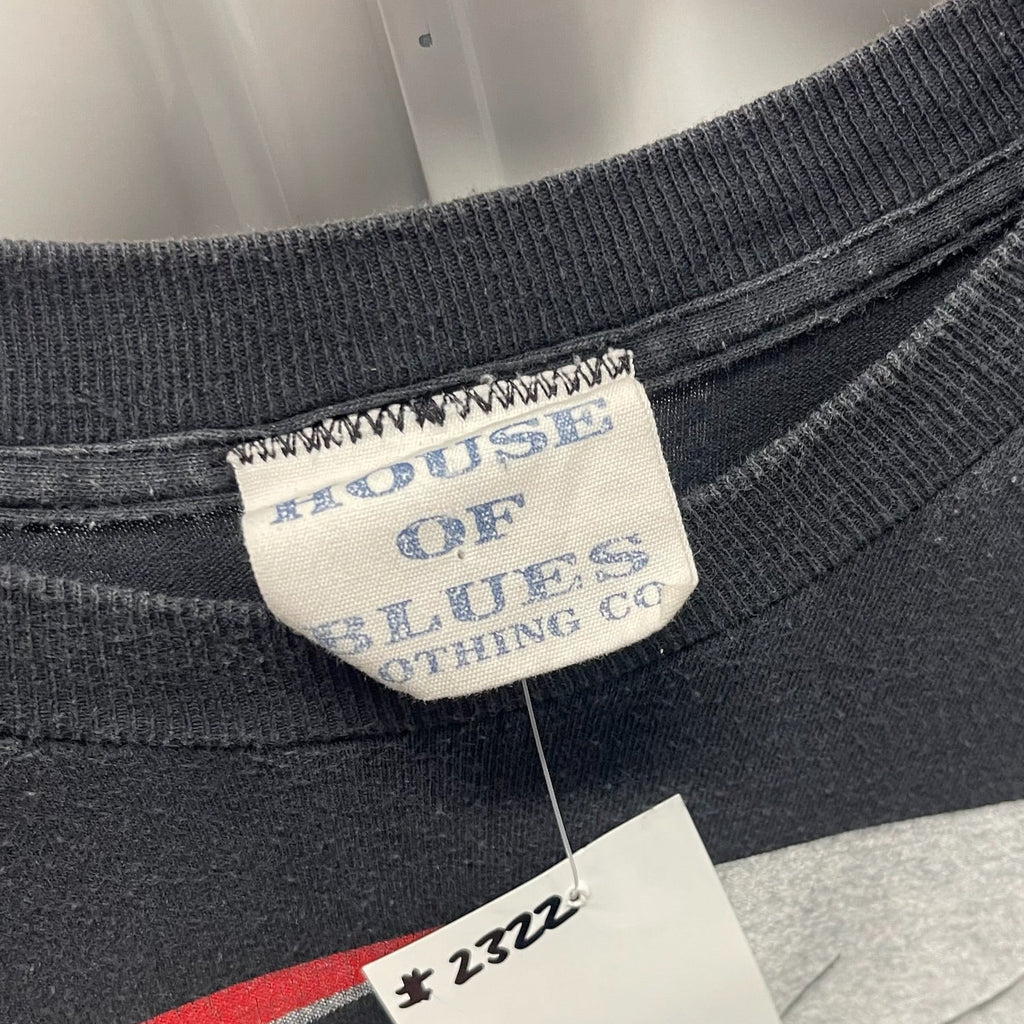 HOUSE
OF
BLUES
OTHING CO
# 2322